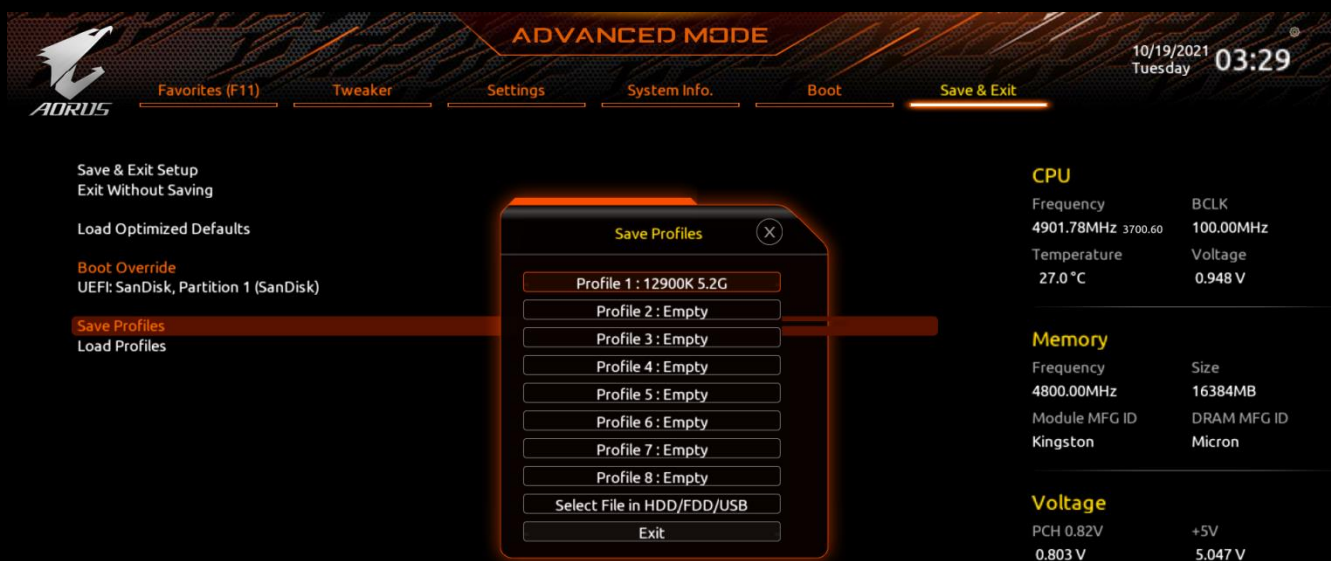 ADVANCED MODE
10/19/2021
Tuesday
03:29
AORUS
Favorites (F11) Tweaker Settings System Info. Boot Save & Exit
Save & Exit Setup
Exit Without Saving
Load Optimized Defaults
Boot Override
UEFI: SanDisk, Partition 1 (SanDisk)
Save Profiles
Load Profiles
Save Profiles
X
Profile 1 : 12900K 5.2G
Profile 2 : Empty
Profile 3 : Empty
Profile 4 : Empty
Profile 5 : Empty
Profile 6 : Empty
Profile 7 : Empty
Profile 8 : Empty
Select File in HDD/FDD/USB
Exit
CPU
Frequency BCLK
4901.78MHz 3700.60 100.00MHz
Temperature Voltage
27.0 °C 0.948 V
Memory
Frequency Size
4800.00MHz 16384MB
Module MFG ID DRAM MFG ID
Kingston Micron
Voltage
PCH 0.82V +5V
0.803 V 5.047 V